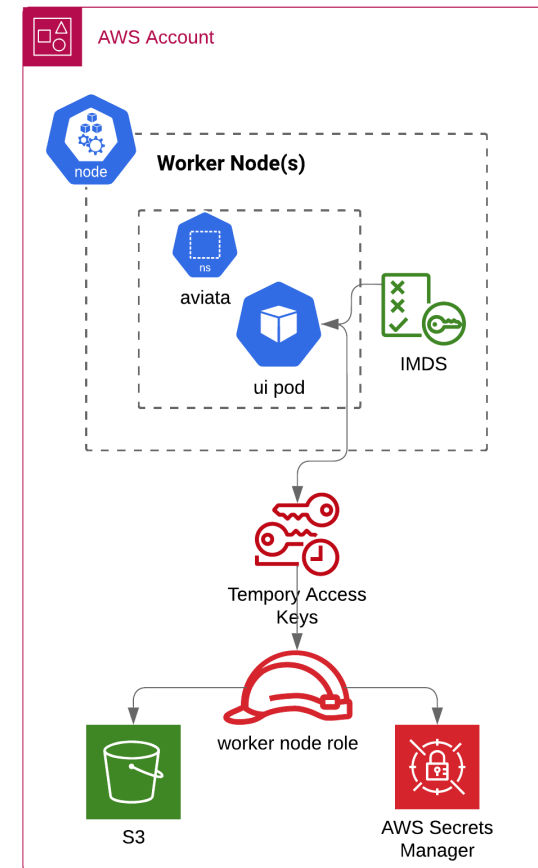 AWS Account
node
Worker Node(s)
ns
aviata
ui pod
IMDS
Tempory Access
Keys
worker node role
S3
AWS Secrets
Manager